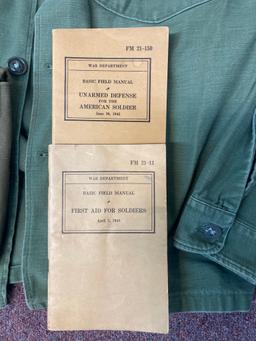 FM 21-150
WAR DEPARTMENT
BASIC FIELD MANUAL
UNARMED DEFENSE
FOR THE
AMERICAN SOLDIER
June 30, 1942
FM 21-11
WAR DEPARTMENT
BASIC FIELD MANUAL
FIRST AID FOR SOLDIERS
April 7, 1943